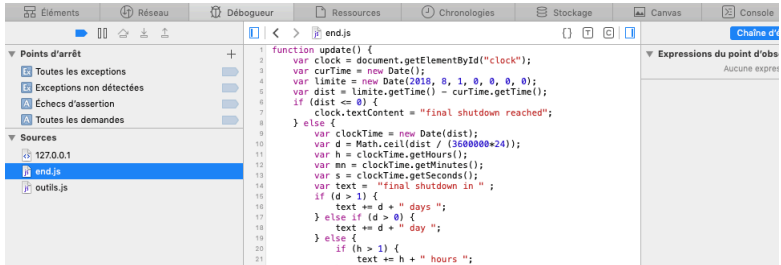 Éléments Réseau Débogueur Ressources Chronologies Stockage Canvas Console
end.js {} T C Chaîne d'é
Points d'arrêt +
Toutes les exceptions
Exceptions non détectées
Échecs d'assertion
Toutes les demandes
Sources
127.0.0.1
end.js
outils.js
1 function update() {
2 var clock = document.getElementById("clock");
3 var curTime = new Date();
4 var limite = new Date(2018, 8, 1, 0, 0, 0, 0);
5 var dist = limite.getTime() - curTime.getTime();
6 if (dist <= 0) {
7 clock.textContent = "final shutdown reached";
8 } else {
9 var clockTime = new Date(dist);
10 var d = Math.ceil(dist / (3600000*24));
11 var h = clockTime.getHours();
12 var mn = clockTime.getMinutes();
13 var s = clockTime.getSeconds();
14 var text = "final shutdown in " ;
15 if (d > 1) {
16 text += d + " days ";
17 } else if (d > 0) {
18 text += d + " day ";
19 } else {
20 if (h > 1) {
21 text += h + " hours ";
Expressions du point d'obse
Aucune expres